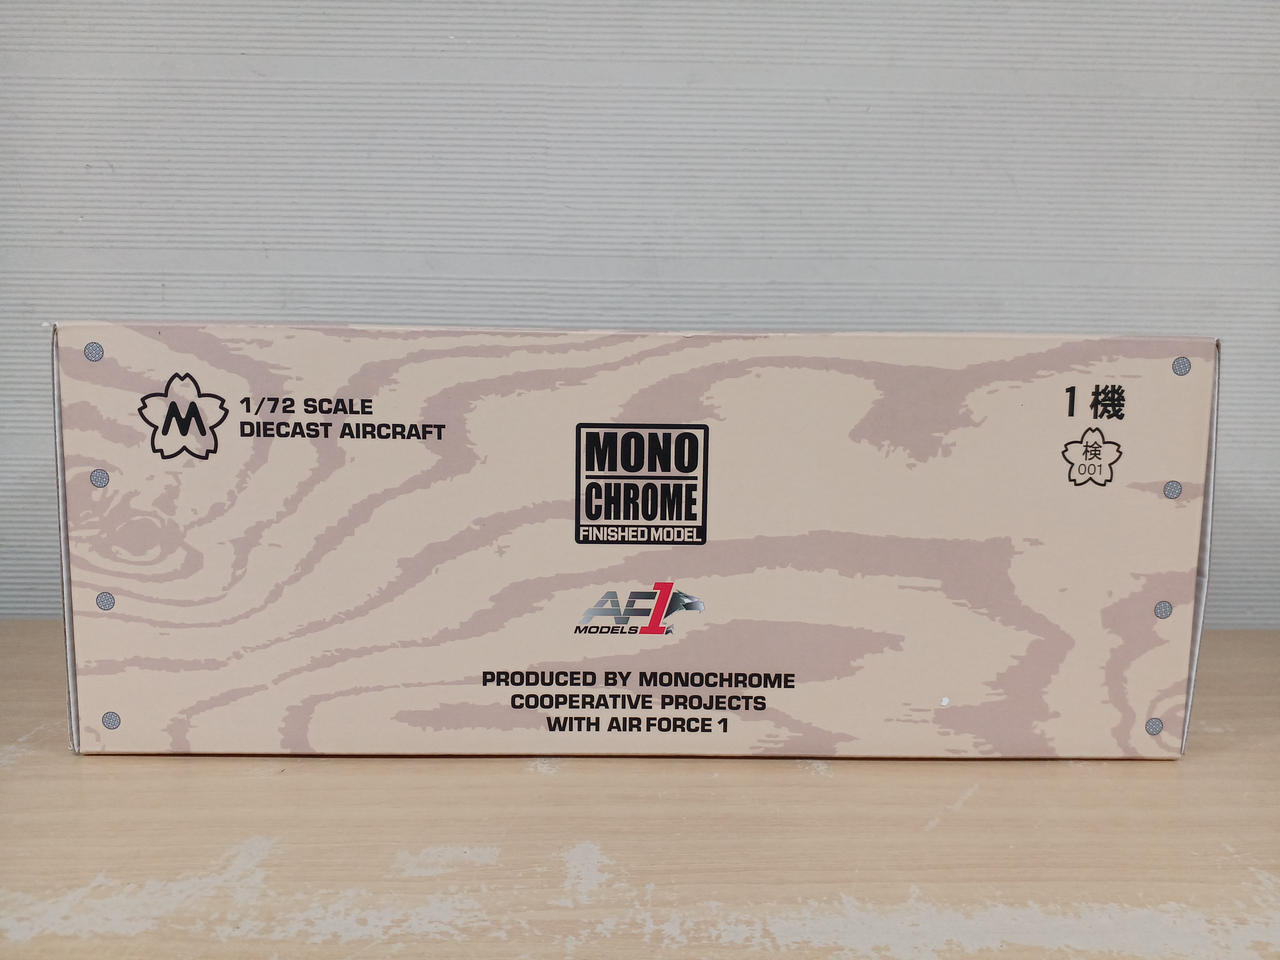 M
1/72 SCALE
DIECAST AIRCRAFT
1 機
検
001
MONO
CHROME
FINISHED MODEL
AF1
MODELS
PRODUCED BY MONOCHROME
COOPERATIVE PROJECTS
WITH AIR FORCE 1